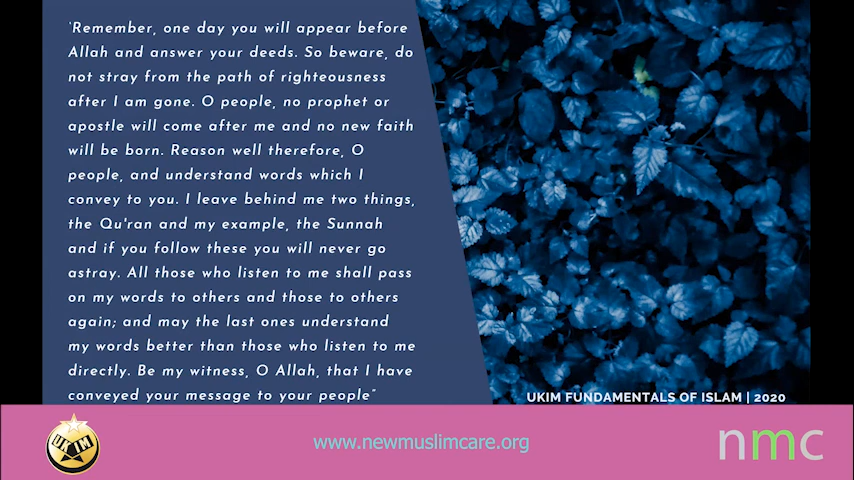 'Remember, one day you will appear before
Allah and answer your deeds. So beware, do
not stray from the path of righteousness
after I am gone. O people, no prophet or
apostle will come after me and no new faith
will be born. Reason well therefore, O
people, and understand words which I
convey to you. I leave behind me two things,
the Qu'ran and my example, the Sunnah
and if you follow these you will never go
astray. All those who listen to me shall pass
on my words to others and those to others
again; and may the last ones understand
my words better than those who listen to me
directly. Be my witness, O Allah, that I have
conveyed your message to your people"
UKIM FUNDAMENTALS OF ISLAM | 2020
UKIM
www.newmuslimcare.org
nmc